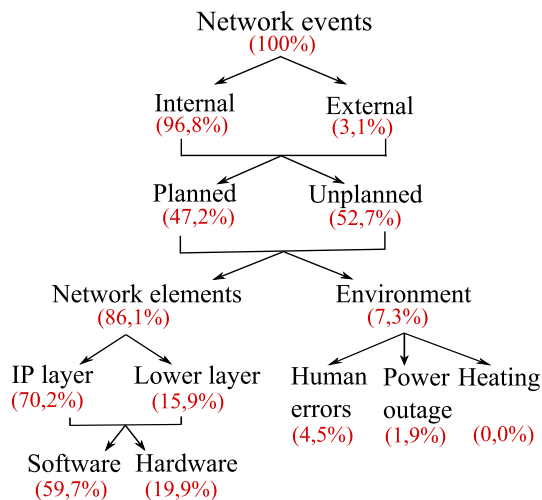 Network events
(100%)
Internal External
(96,8%) (3,1%)
Planned Unplanned
(47,2%) (52,7%)
Network elements Environment
(86,1%) (7,3%)
IP layer Lower layer Human Power Heating
(70,2%) (15,9%) errors outage
(4,5%) (1,9%) (0,0%)
Software Hardware
(59,7%) (19,9%)